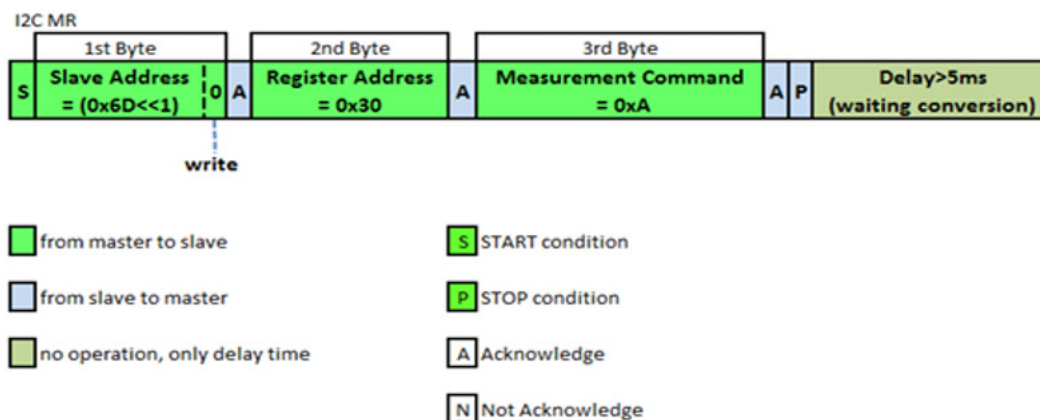 I2C MR
1st Byte 2nd Byte 3rd Byte
S Slave Address 0 A Register Address A Measurement Command A P Delay>5ms
= (0x6D<<1) = 0x30 = 0xA (waiting conversion)
write
from master to slave S START condition
from slave to master P STOP condition
no operation, only delay time A Acknowledge
N Not Acknowledge